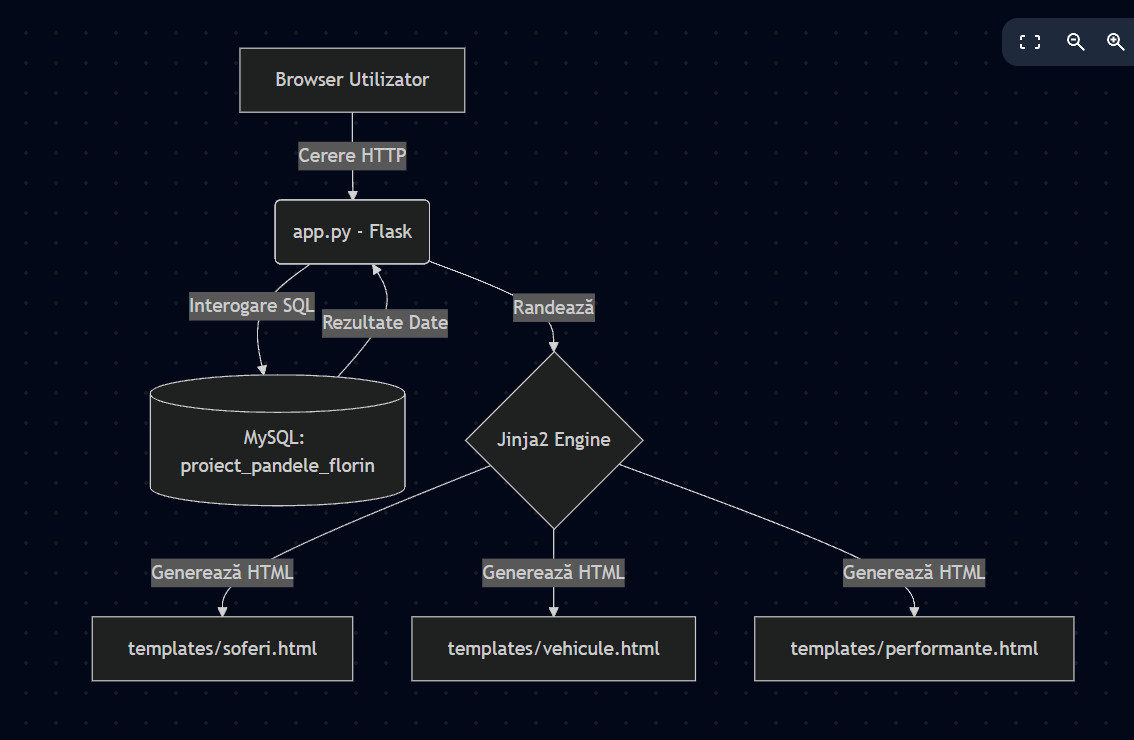 Browser Utilizator
Cerere HTTP
app.py - Flask
Interogare SQL
Rezultate Date
Randează
MySQL:
proiect_pandele_florin
Jinja2 Engine
Generează HTML
Generează HTML
Generează HTML
templates/soferi.html
templates/vehicule.html
templates/performante.html